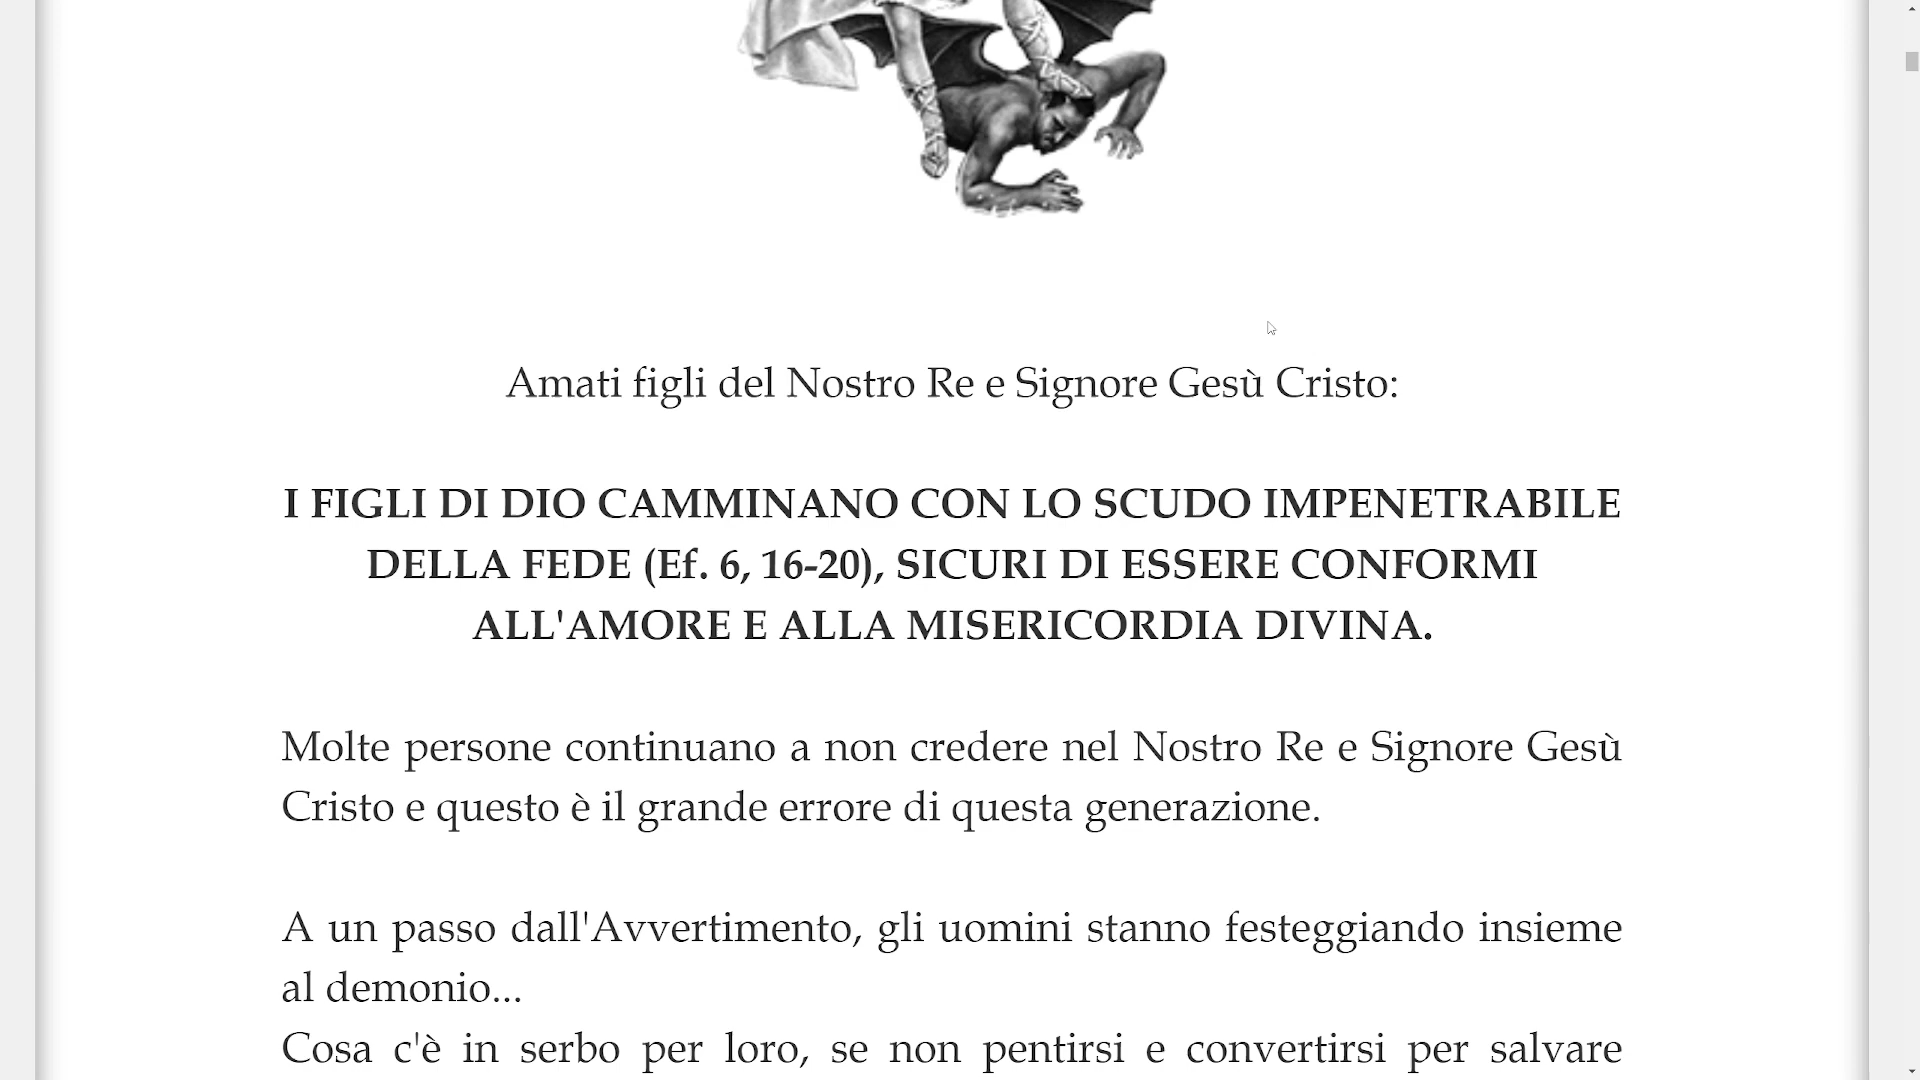 Amati figli del Nostro Re e Signore Gesù Cristo:
I FIGLI DI DIO CAMMINANO CON LO SCUDO IMPENETRABILE
DELLA FEDE (Ef. 6, 16-20), SICURI DI ESSERE CONFORMI
ALL'AMORE E ALLA MISERICORDIA DIVINA.
Molte persone continuano a non credere nel Nostro Re e Signore Gesù
Cristo e questo è il grande errore di questa generazione.
A un passo dall'Avvertimento, gli uomini stanno festeggiando insieme
al demonio...
Cosa c'è in serbo per loro, se non pentirsi e convertirsi per salvare